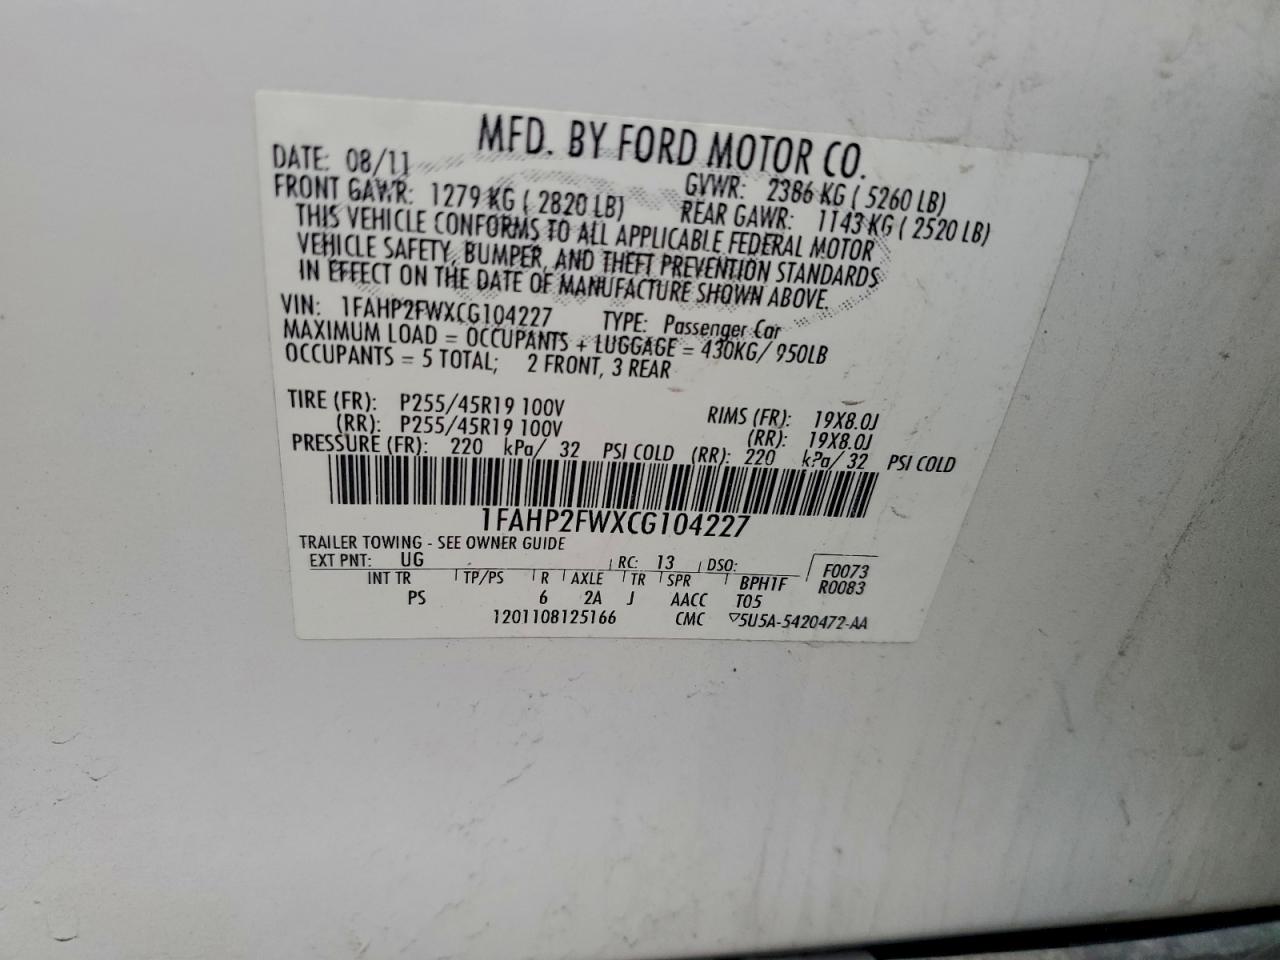 MFD. BY FORD MOTOR CO.
DATE: 08/11 GVWR: 2386 KG ( 5260 LB)
FRONT GAWR: 1279 KG ( 2820 LB) REAR GAWR: 1143 KG ( 2520 LB)
THIS VEHICLE CONFORMS TO ALL APPLICABLE FEDERAL MOTOR
VEHICLE SAFETY, BUMPER, AND THEFT PREVENTION STANDARDS
IN EFFECT ON THE DATE OF MANUFACTURE SHOWN ABOVE.
VIN: 1FAHP2FWXCG104227 TYPE: Passenger Car
MAXIMUM LOAD = OCCUPANTS + LUGGAGE = 430KG/ 950LB
OCCUPANTS = 5 TOTAL; 2 FRONT, 3 REAR
TIRE (FR): P255/45R19 100V RIMS (FR): 19X8.0J
(RR): P255/45R19 100V (RR): 19X8.0J
PRESSURE (FR): 220 kPa/ 32 PSI COLD (RR): 220 kPa/ 32 PSI COLD
1FAHP2FWXCG104227
TRAILER TOWING - SEE OWNER GUIDE
EXT PNT: UG RC: 13 DSO: F0073
INT TR TP/PS R AXLE TR SPR BPH1F R0083
PS 6 2A J AACC T05
1201108125166 CMC ▽5U5A-5420472-AA